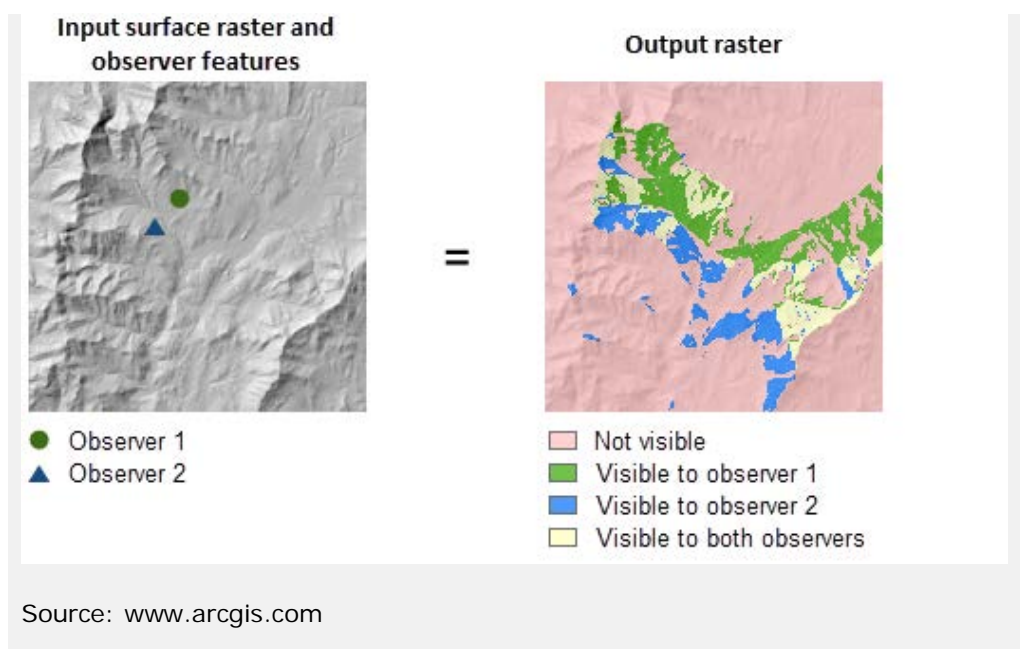 Input surface raster and
observer features
Output raster
=
Observer 1
Observer 2
Not visible
Visible to observer 1
Visible to observer 2
Visible to both observers
Source: www.arcgis.com